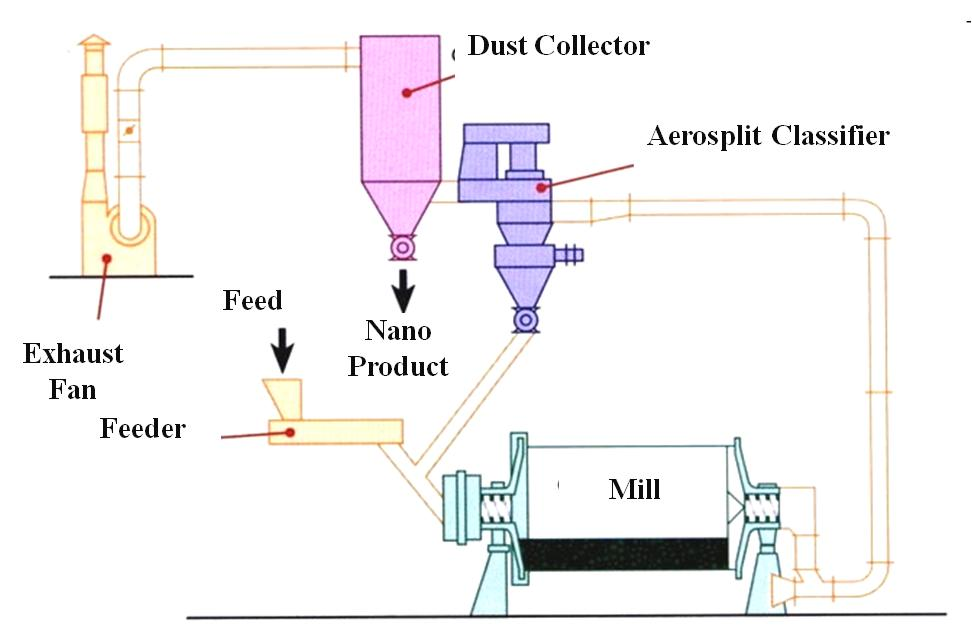 Dust Collector
Aerosplit Classifier
Feed
Nano
Product
Exhaust
Fan
Feeder
Mill